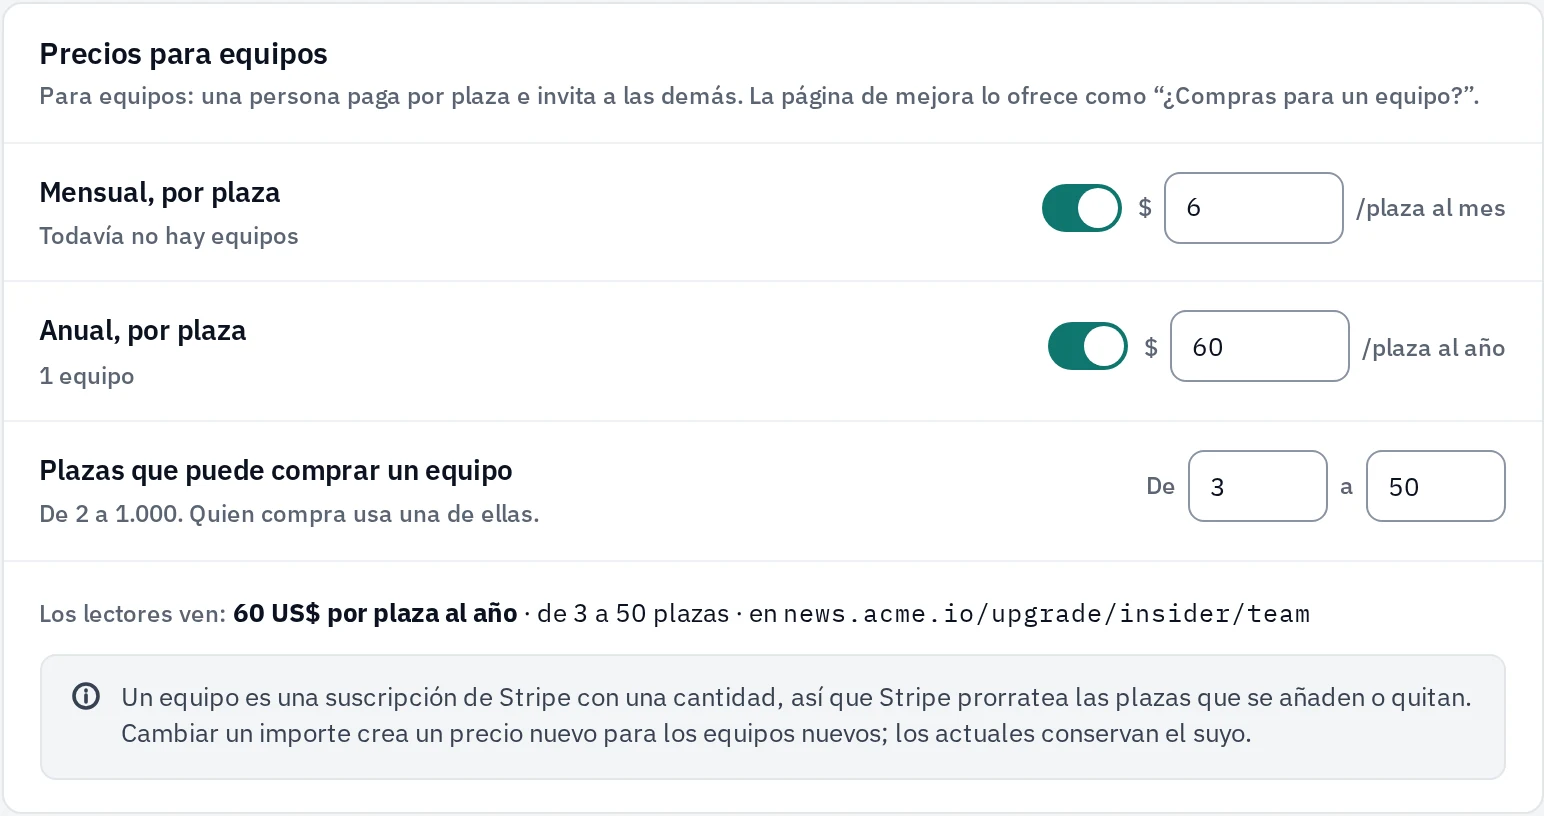 Precios para equipos
Para equipos: una persona paga por plaza e invita a las demás. La página de mejora lo ofrece como “¿Compras para un equipo?”.
Mensual, por plaza
Todavía no hay equipos
$ 6 /plaza al mes
Anual, por plaza
1 equipo
$ 60 /plaza al año
Plazas que puede comprar un equipo
De 2 a 1.000. Quien compra usa una de ellas.
De 3 a 50
Los lectores ven: 60 US$ por plaza al año · de 3 a 50 plazas · en news.acme.io/upgrade/insider/team
Un equipo es una suscripción de Stripe con una cantidad, así que Stripe prorratea las plazas que se añaden o quitan.
Cambiar un importe crea un precio nuevo para los equipos nuevos; los actuales conservan el suyo.